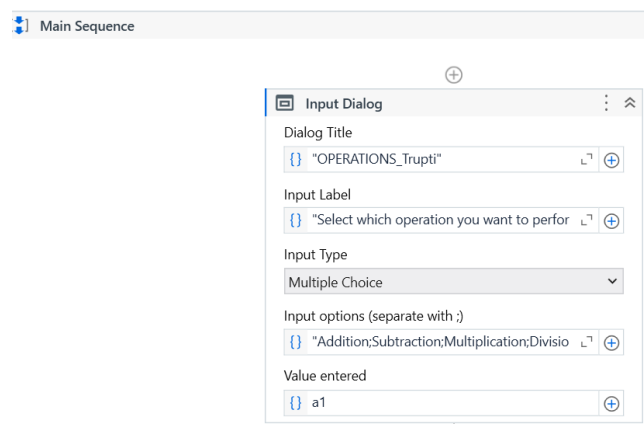 Main Sequence
Input Dialog
Dialog Title
{} "OPERATIONS_Trupti"
Input Label
{} "Select which operation you want to perfor
Input Type
Multiple Choice
Input options (separate with ;)
{} "Addition;Subtraction;Multiplication;Divisio
Value entered
{} a1